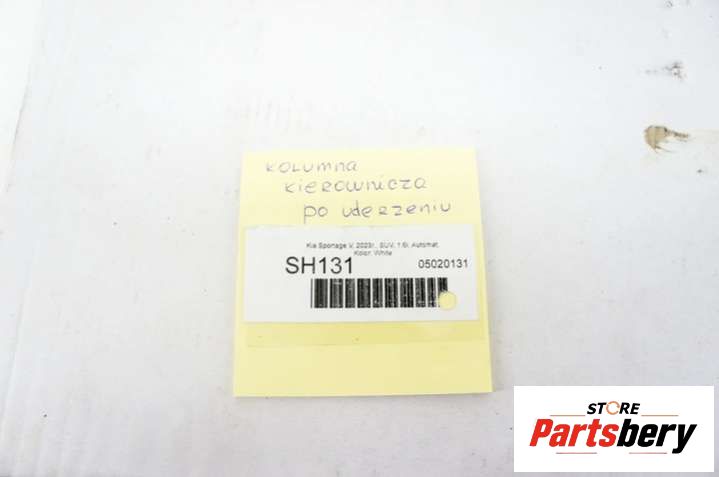 KOLUMNA
KIEROWNICZA
PO UDERZENIU
Kia Sportage V, 2023r., SUV, 1.6i, Automat,
Kolor: White
SH131 05020131
STORE
Partsbery